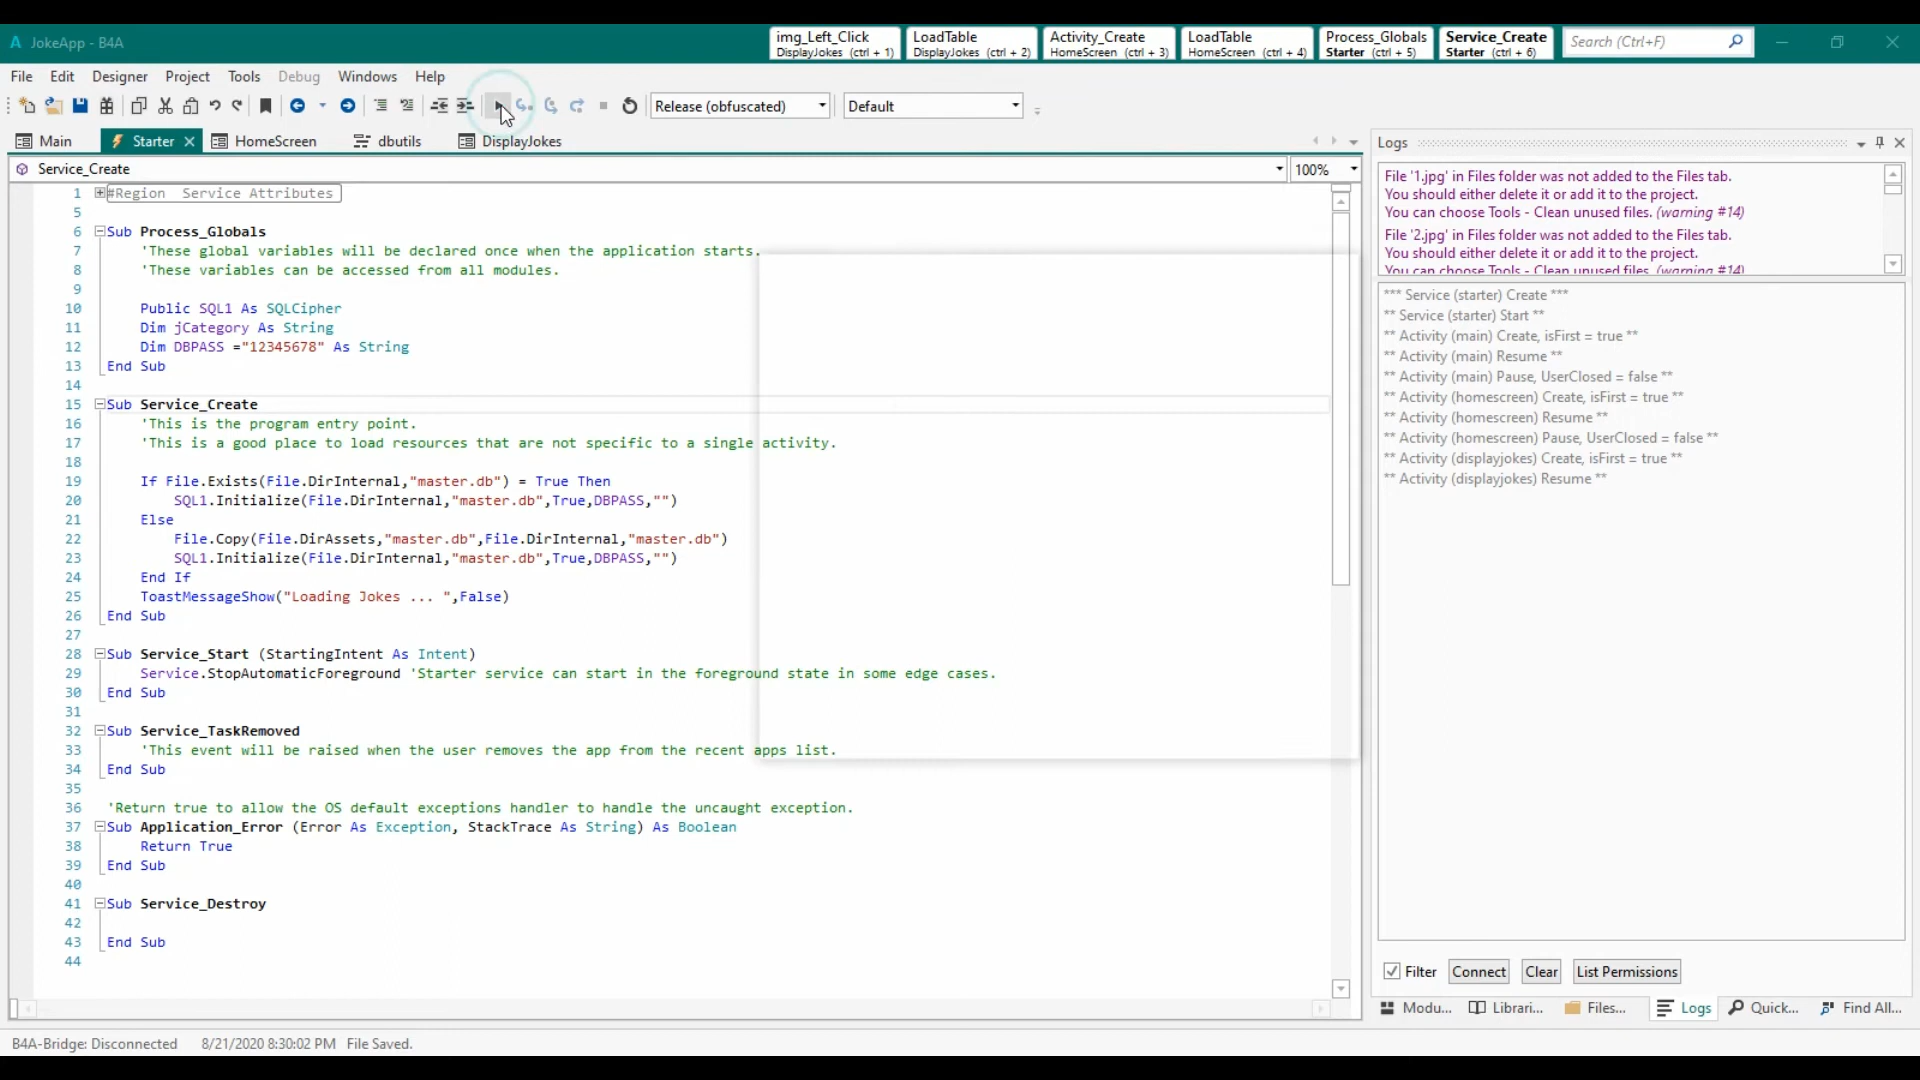 JokeApp - B4A
img_Left_Click
DisplayJokes (ctrl + 1)
LoadTable
DisplayJokes (ctrl + 2)
Activity_Create
HomeScreen (ctrl + 3)
LoadTable
HomeScreen (ctrl + 4)
Process_Globals
Starter (ctrl + 5)
Service_Create
Starter (ctrl + 6)
Search (Ctrl+F)
File Edit Designer Project Tools Debug Windows Help
Release (obfuscated) Default
Main Starter HomeScreen dbutils DisplayJokes
Service_Create 100%
1 #Region Service Attributes
5
6 Sub Process_Globals
7 'These global variables will be declared once when the application starts.
8 'These variables can be accessed from all modules.
9
10 Public SQL1 As SQLCipher
11 Dim jCategory As String
12 Dim DBPASS ="12345678" As String
13 End Sub
14
15 Sub Service_Create
16 'This is the program entry point.
17 'This is a good place to load resources that are not specific to a single activity.
18
19 If File.Exists(File.DirInternal,"master.db") = True Then
20 SQL1.Initialize(File.DirInternal,"master.db",True,DBPASS,"")
21 Else
22 File.Copy(File.DirAssets,"master.db",File.DirInternal,"master.db")
23 SQL1.Initialize(File.DirInternal,"master.db",True,DBPASS,"")
24 End If
25 ToastMessageShow("Loading Jokes ... ",False)
26 End Sub
27
28 Sub Service_Start (StartingIntent As Intent)
29 Service.StopAutomaticForeground 'Starter service can start in the foreground state in some edge cases.
30 End Sub
31
32 Sub Service_TaskRemoved
33 'This event will be raised when the user removes the app from the recent apps list.
34 End Sub
35
36 'Return true to allow the OS default exceptions handler to handle the uncaught exception.
37 Sub Application_Error (Error As Exception, StackTrace As String) As Boolean
38 Return True
39 End Sub
40
41 Sub Service_Destroy
42
43 End Sub
44
Logs
File '1.jpg' in Files folder was not added to the Files tab.
You should either delete it or add it to the project.
You can choose Tools - Clean unused files. (warning #14)
File '2.jpg' in Files folder was not added to the Files tab.
You should either delete it or add it to the project.
You can choose Tools - Clean unused files. (warning #14)
*** Service (starter) Create ***
** Service (starter) Start **
** Activity (main) Create, isFirst = true **
** Activity (main) Resume **
** Activity (main) Pause, UserClosed = false **
** Activity (homescreen) Create, isFirst = true **
** Activity (homescreen) Resume **
** Activity (homescreen) Pause, UserClosed = false **
** Activity (displayjokes) Create, isFirst = true **
** Activity (displayjokes) Resume **
Filter Connect Clear List Permissions
Modu... Librari... Files... Logs Quick... Find All...
B4A-Bridge: Disconnected 8/21/2020 8:30:02 PM File Saved.